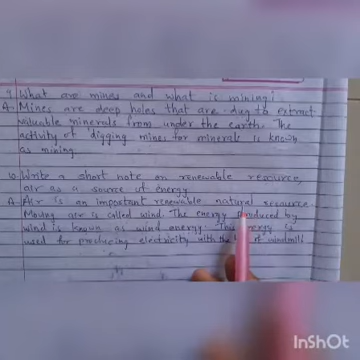 9. What are mines and what is mining?
A- Mines are deep holes that are dug to extract
valuable minerals from under the earth. The
activity of digging mines for minerals is known
as mining.
Write a short note on renewable resource,
air as a source of energy
A- Air is an important renewable natural resource.
Moving air is called wind. The energy produced by
wind is known as wind energy. This energy is
used for producing electricity with the of windmill
InShOt